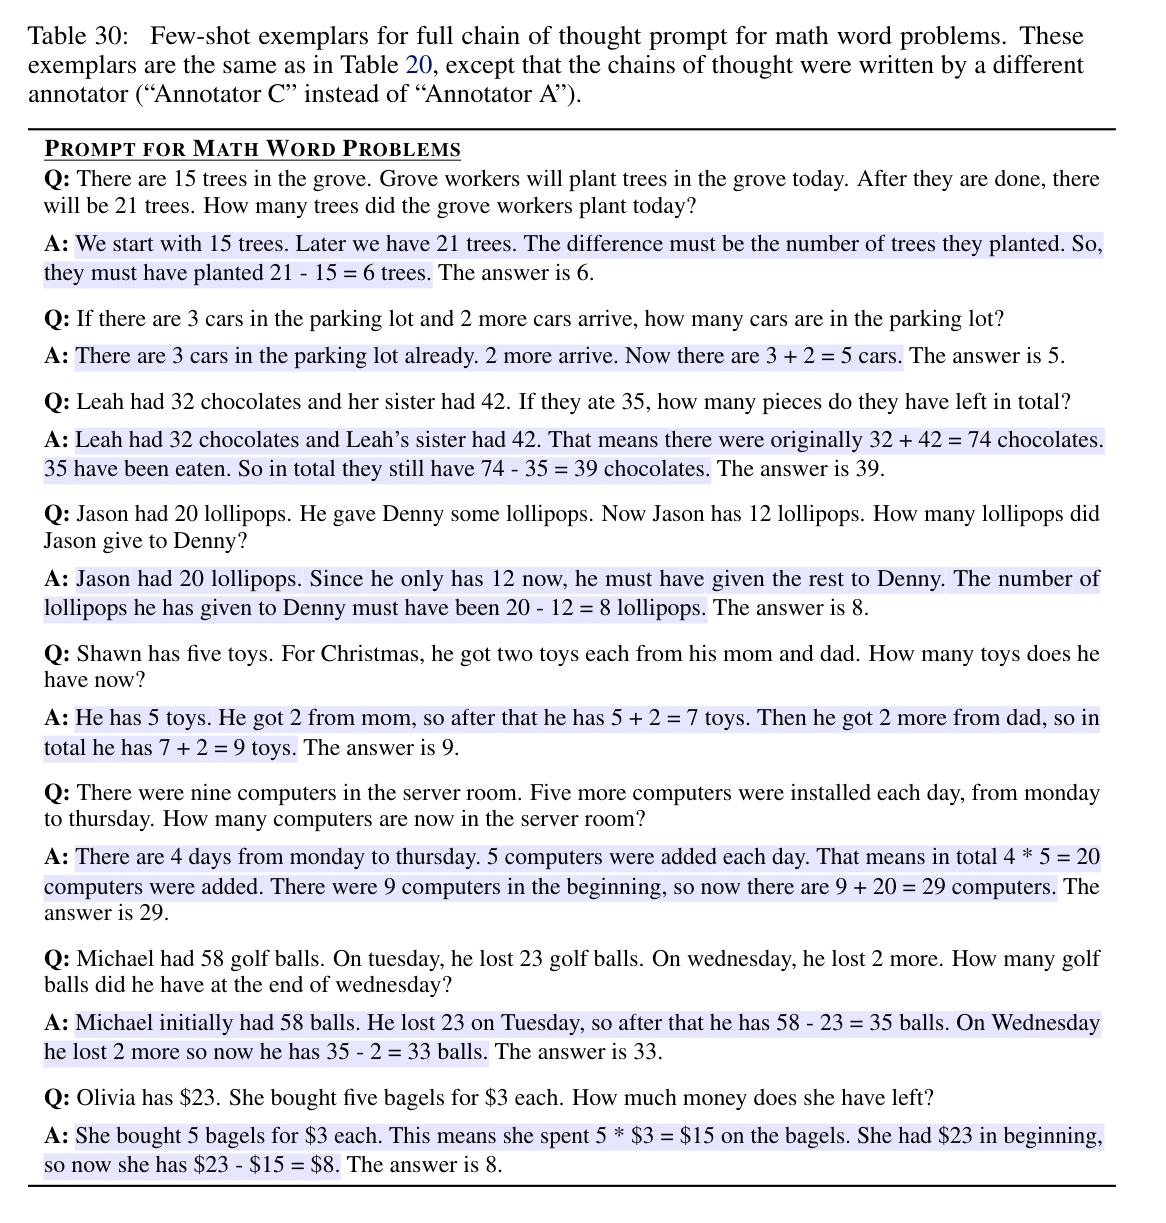 Table 30: Few-shot exemplars for full chain of thought prompt for math word problems. These
exemplars are the same as in Table 20, except that the chains of thought were written by a different
annotator (“Annotator C” instead of “Annotator A”).
PROMPT FOR MATH WORD PROBLEMS
Q: There are 15 trees in the grove. Grove workers will plant trees in the grove today. After they are done, there
will be 21 trees. How many trees did the grove workers plant today?
A: We start with 15 trees. Later we have 21 trees. The difference must be the number of trees they planted. So,
they must have planted 21 - 15 = 6 trees. The answer is 6.
Q: If there are 3 cars in the parking lot and 2 more cars arrive, how many cars are in the parking lot?
A: There are 3 cars in the parking lot already. 2 more arrive. Now there are 3 + 2 = 5 cars. The answer is 5.
Q: Leah had 32 chocolates and her sister had 42. If they ate 35, how many pieces do they have left in total?
A: Leah had 32 chocolates and Leah’s sister had 42. That means there were originally 32 + 42 = 74 chocolates.
35 have been eaten. So in total they still have 74 - 35 = 39 chocolates. The answer is 39.
Q: Jason had 20 lollipops. He gave Denny some lollipops. Now Jason has 12 lollipops. How many lollipops did
Jason give to Denny?
A: Jason had 20 lollipops. Since he only has 12 now, he must have given the rest to Denny. The number of
lollipops he has given to Denny must have been 20 - 12 = 8 lollipops. The answer is 8.
Q: Shawn has five toys. For Christmas, he got two toys each from his mom and dad. How many toys does he
have now?
A: He has 5 toys. He got 2 from mom, so after that he has 5 + 2 = 7 toys. Then he got 2 more from dad, so in
total he has 7 + 2 = 9 toys. The answer is 9.
Q: There were nine computers in the server room. Five more computers were installed each day, from monday
to thursday. How many computers are now in the server room?
A: There are 4 days from monday to thursday. 5 computers were added each day. That means in total 4 * 5 = 20
computers were added. There were 9 computers in the beginning, so now there are 9 + 20 = 29 computers. The
answer is 29.
Q: Michael had 58 golf balls. On tuesday, he lost 23 golf balls. On wednesday, he lost 2 more. How many golf
balls did he have at the end of wednesday?
A: Michael initially had 58 balls. He lost 23 on Tuesday, so after that he has 58 - 23 = 35 balls. On Wednesday
he lost 2 more so now he has 35 - 2 = 33 balls. The answer is 33.
Q: Olivia has $23. She bought five bagels for $3 each. How much money does she have left?
A: She bought 5 bagels for $3 each. This means she spent 5 * $3 = $15 on the bagels. She had $23 in beginning,
so now she has $23 - $15 = $8. The answer is 8.